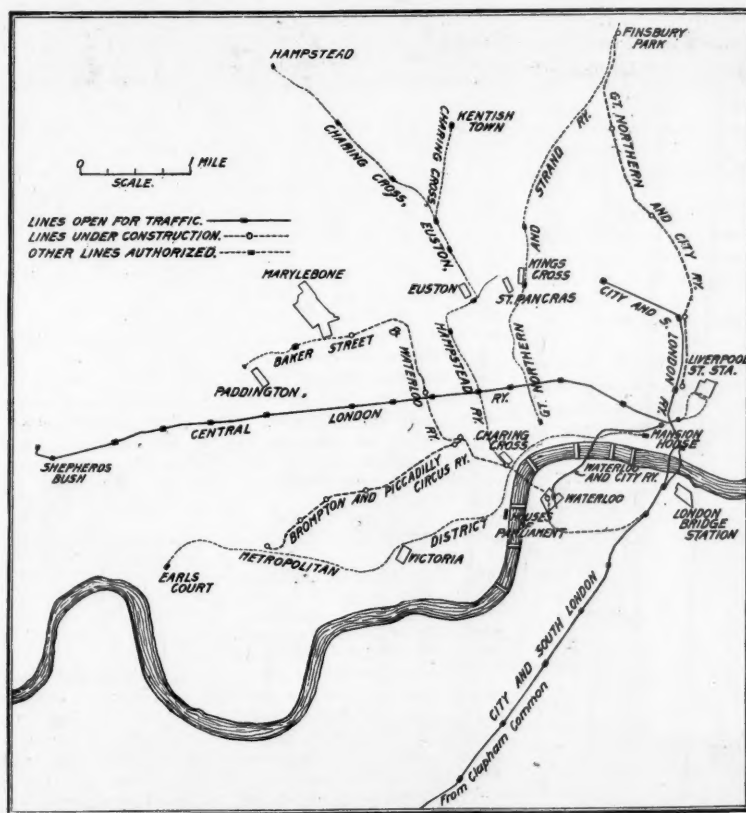 HAMPSTEAD
FINSBURY
PARK
KENTISH
TOWN
CHARING CROSS,
CHARING CROSS
GT. NORTHERN
AND CITY RY.
STRAND RY.
AND
0 1 MILE
SCALE.
LINES OPEN FOR TRAFFIC.
LINES UNDER CONSTRUCTION.
OTHER LINES AUTHORIZED.
EUSTON,
KINGS
CROSS
MARYLEBONE
EUSTON
ST. PANCRAS
CITY AND S. LONDON RY.
LIVERPOOL
ST. STA.
BAKER STREET
WATERLOO
RY.
HAMPSTEAD
RY.
GT. NORTHERN
PADDINGTON.
CENTRAL LONDON RY.
SHEPHERDS
BUSH
CHARING
CROSS
MANSION
HOUSE
WATERLOO
AND CITY RY.
BROMPTON AND PICCADILLY
CIRCUS RY.
WATERLOO
LONDON
BRIDGE
STATION
HOUSES
OF
PARLIAMENT
METROPOLITAN
DISTRICT
VICTORIA
EARLS
COURT
CITY AND SOUTH LONDON
From Clapham Common